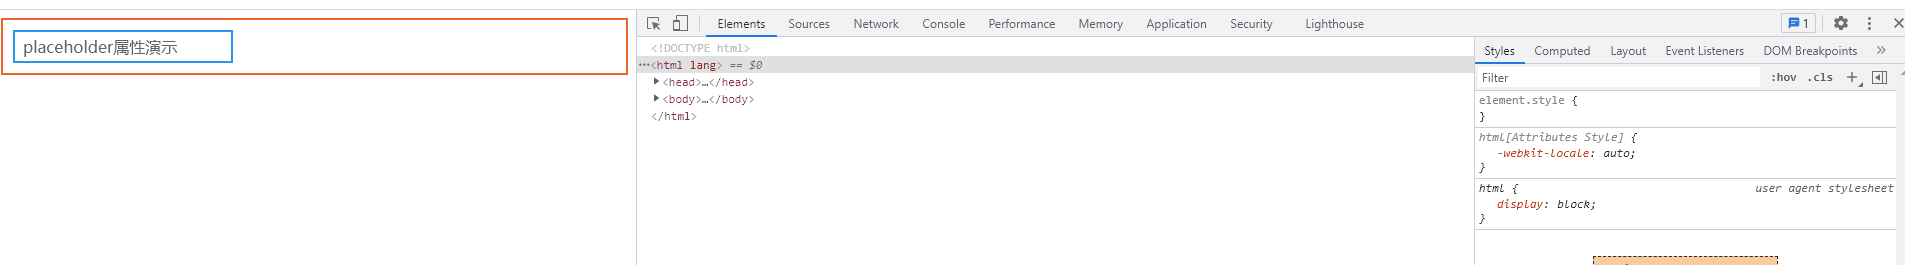 placeholder属性演示
Elements Sources Network Console Performance Memory Application Security Lighthouse 1
<!DOCTYPE html>
⋯<html lang> == $0
<head>…</head>
<body>…</body>
</html>
Styles Computed Layout Event Listeners DOM Breakpoints »
Filter :hov .cls +
element.style {
}
html[Attributes Style] {
-webkit-locale: auto;
}
html { user agent stylesheet
display: block;
}